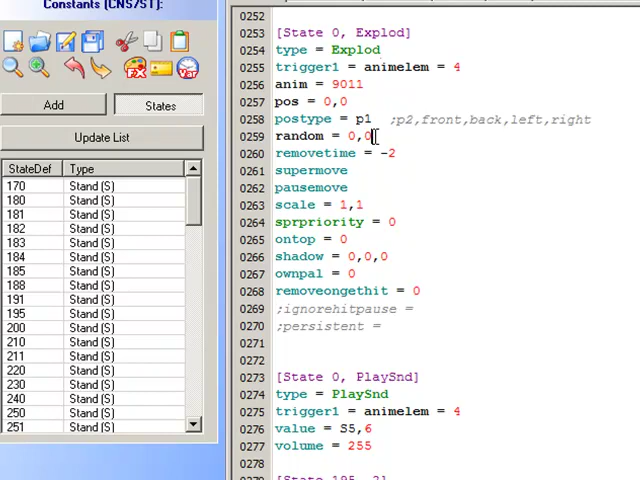 Constants (CNS/ST):
Add
States
Update List
StateDef Type
170 Stand (S)
180 Stand (S)
181 Stand (S)
182 Stand (S)
183 Stand (S)
184 Stand (S)
185 Stand (S)
188 Stand (S)
191 Stand (S)
195 Stand (S)
200 Stand (S)
210 Stand (S)
211 Stand (S)
220 Stand (S)
230 Stand (S)
240 Stand (S)
250 Stand (S)
251 Stand (S)
0252
0253 [State 0, Explod]
0254 type = Explod
0255 trigger1 = animelem = 4
0256 anim = 9011
0257 pos = 0,0
0258 postype = p1 ;p2,front,back,left,right
0259 random = 0,0
0260 removetime = -2
0261 supermove
0262 pausemove
0263 scale = 1,1
0264 sprpriority = 0
0265 ontop = 0
0266 shadow = 0,0,0
0267 ownpal = 0
0268 removeongethit = 0
0269 ;ignorehitpause =
0270 ;persistent =
0271
0272
0273 [State 0, PlaySnd]
0274 type = PlaySnd
0275 trigger1 = animelem = 4
0276 value = S5,6
0277 volume = 255
0278
[State 195, 2]